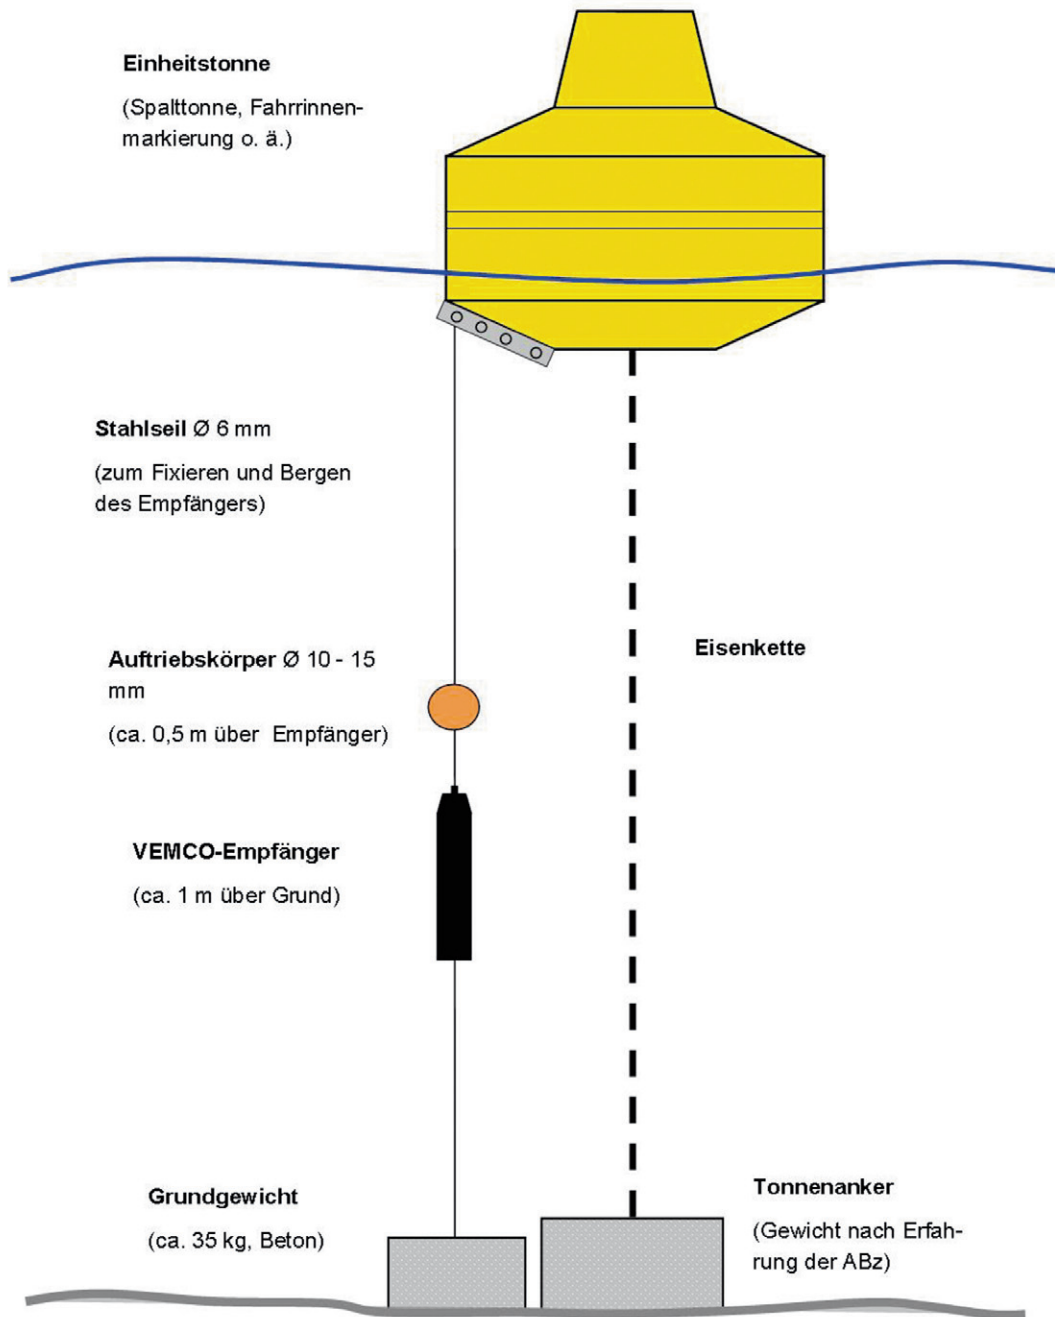 Einheitstonne
(Spalttonne, Fahrrinnen-
markierung o. ä.)
Stahlseil Ø 6 mm
(zum Fixieren und Bergen
des Empfängers)
Auftriebskörper Ø 10 - 15
mm
(ca. 0,5 m über Empfänger)
Eisenkette
VEMCO-Empfänger
(ca. 1 m über Grund)
Grundgewicht
(ca. 35 kg, Beton)
Tonnenanker
(Gewicht nach Erfah-
rung der ABz)